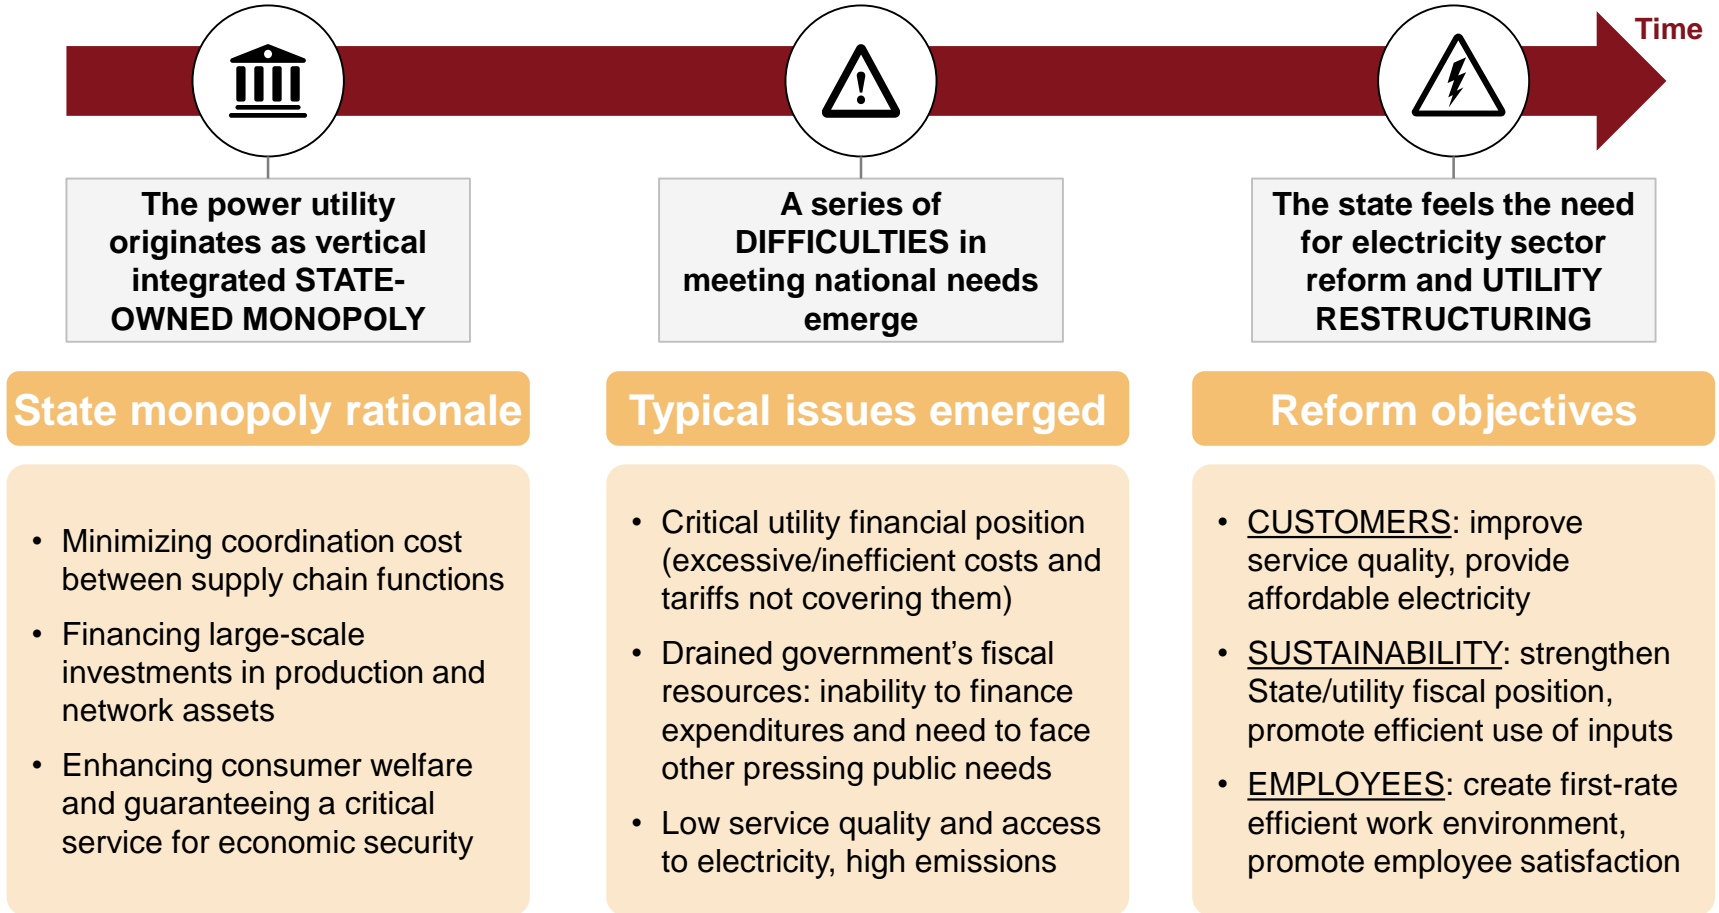 Time
The power utility
originates as vertical
integrated STATE-
OWNED MONOPOLY
A series of
DIFFICULTIES in
meeting national needs
emerge
The state feels the need
for electricity sector
reform and UTILITY
RESTRUCTURING
State monopoly rationale
• Minimizing coordination cost
between supply chain functions
• Financing large-scale
investments in production and
network assets
• Enhancing consumer welfare
and guaranteeing a critical
service for economic security
Typical issues emerged
• Critical utility financial position
(excessive/inefficient costs and
tariffs not covering them)
• Drained government’s fiscal
resources: inability to finance
expenditures and need to face
other pressing public needs
• Low service quality and access
to electricity, high emissions
Reform objectives
• CUSTOMERS: improve
service quality, provide
affordable electricity
• SUSTAINABILITY: strengthen
State/utility fiscal position,
promote efficient use of inputs
• EMPLOYEES: create first-rate
efficient work environment,
promote employee satisfaction